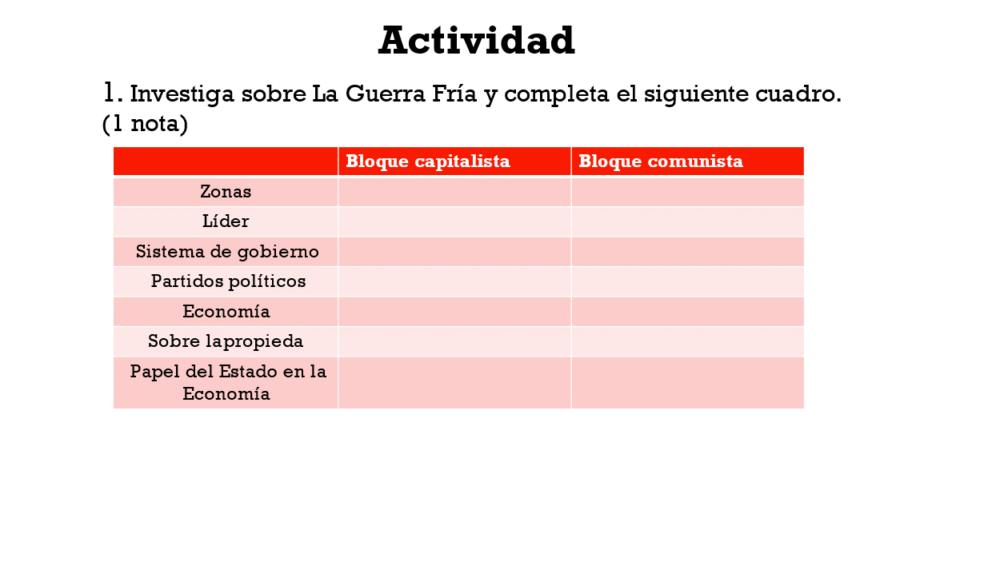 Actividad
1. Investiga sobre La Guerra Fría y completa el siguiente cuadro.
(1 nota)
Bloque capitalista Bloque comunista
Zonas
Líder
Sistema de gobierno
Partidos políticos
Economía
Sobre lapropieda
Papel del Estado en la
Economía